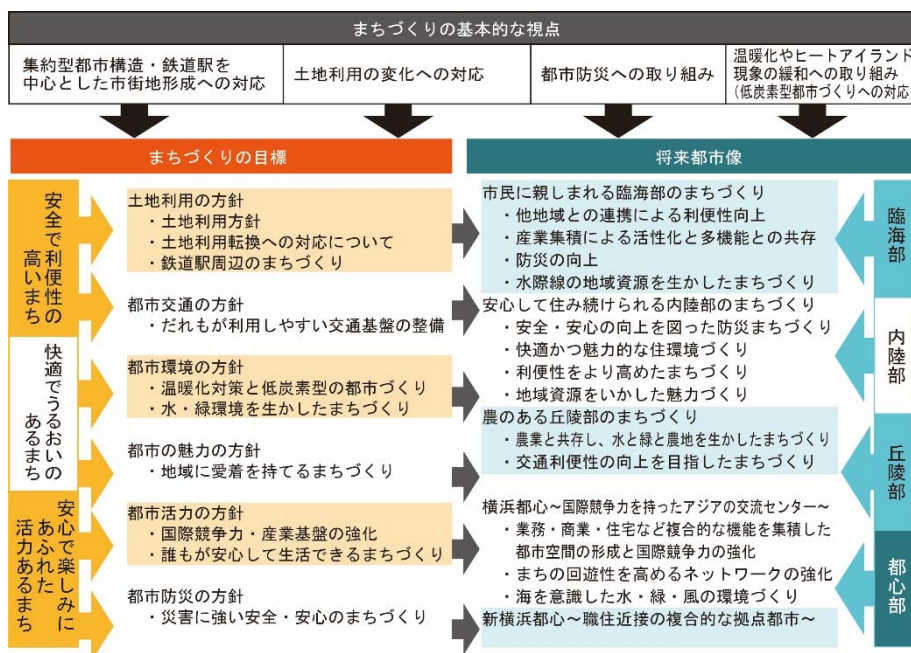 まちづくりの基本的な視点
集約型都市構造・鉄道駅を
中心とした市街地形成への対応
土地利用の変化への対応
都市防災への取り組み
温暖化やヒートアイランド
現象の緩和への取り組み
(低炭素型都市づくりへの対応)
まちづくりの目標
安全で利便性の
高いまち
快適でうるおいの
あるまち
安心で楽しみに
あふれた
活力あるまち
土地利用の方針
・土地利用方針
・土地利用転換への対応について
・鉄道駅周辺のまちづくり
都市交通の方針
・だれもが利用しやすい交通基盤の整備
都市環境の方針
・温暖化対策と低炭素型の都市づくり
・水・緑環境を生かしたまちづくり
都市の魅力の方針
・地域に愛着を持てるまちづくり
都市活力の方針
・国際競争力・産業基盤の強化
・誰もが安心して生活できるまちづくり
都市防災の方針
・災害に強い安全・安心のまちづくり
将来都市像
市民に親しまれる臨海部のまちづくり
・他地域との連携による利便性向上
・産業集積による活性化と多機能との共存
・防災の向上
・水際線の地域資源を生かしたまちづくり
安心して住み続けられる内陸部のまちづくり
・安全・安心の向上を図った防災まちづくり
・快適かつ魅力的な住環境づくり
・利便性をより高めたまちづくり
・地域資源をいかした魅力づくり
農のある丘陵部のまちづくり
・農業と共存し、水と緑と農地を生かしたまちづくり
・交通利便性の向上を目指したまちづくり
横浜都心～国際競争力を持ったアジアの交流センター～
・業務・商業・住宅など複合的な機能を集積した
都市空間の形成と国際競争力の強化
・まちの回遊性を高めるネットワークの強化
・海を意識した水・緑・風の環境づくり
新横浜都心～職住近接の複合的な拠点都市～
臨海部
内陸部
丘陵部
都心部